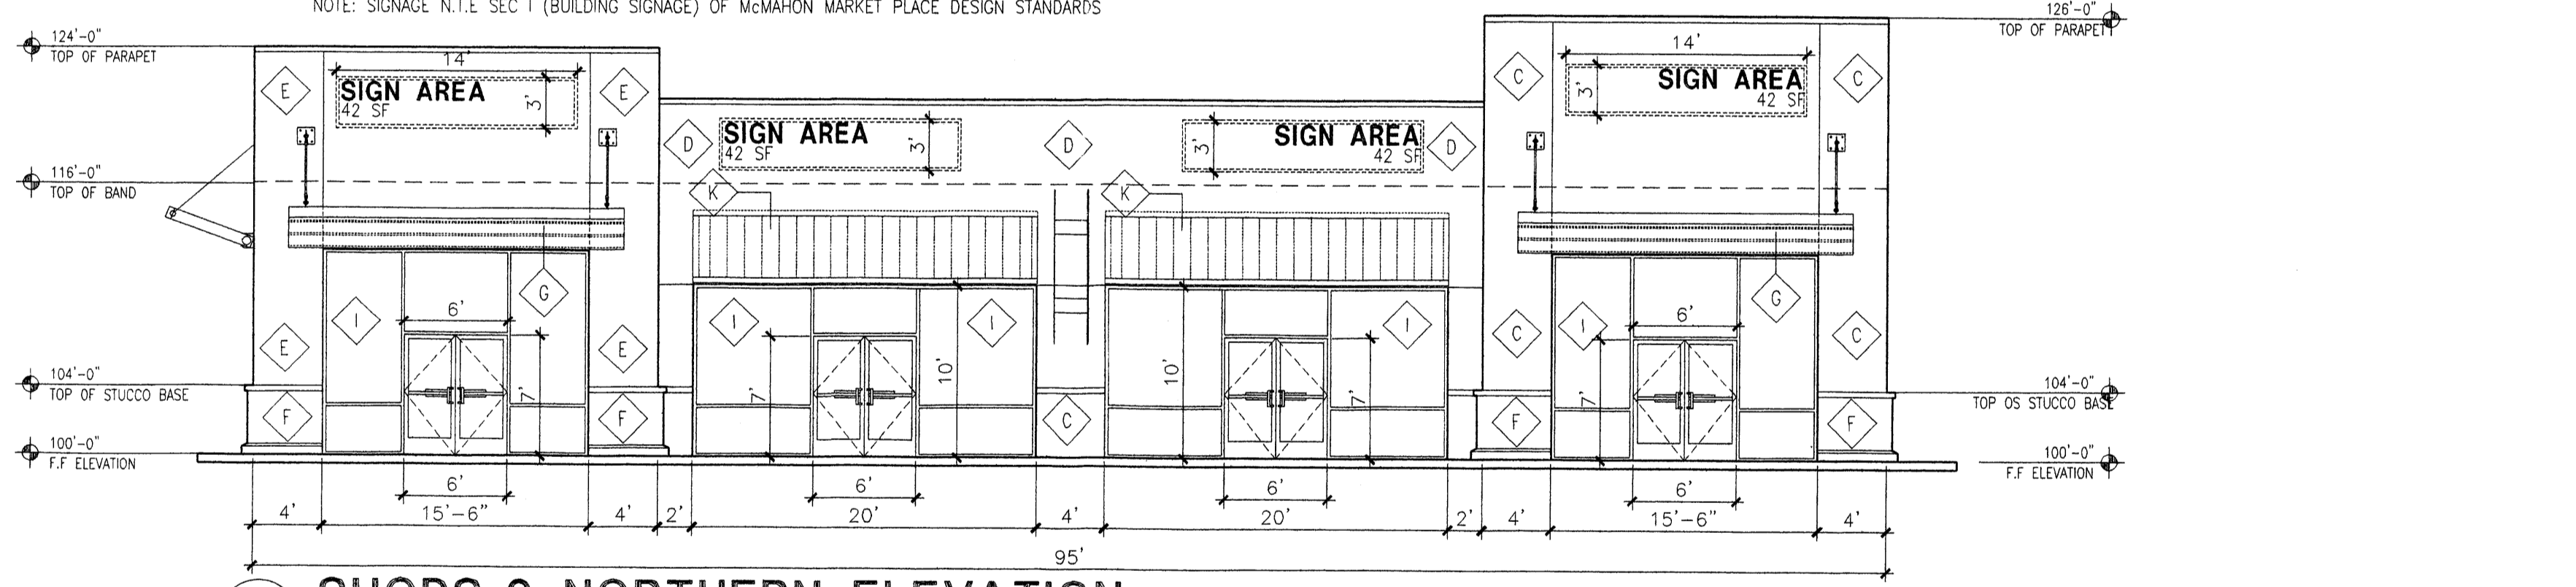 NOTE: SIGNAGE N.T.E SEC I (BUILDING SIGNAGE) OF McMAHON MARKET PLACE DESIGN STANDARDS
126'-0"
TOP OF PARAPET
124'-0"
TOP OF PARAPET
14'
14'
E
SIGN AREA
42 SF
3'
E
C
3'
SIGN AREA
42 SF
C
D
SIGN AREA
42 SF
3'
D
3'
SIGN AREA
42 SF
D
116'-0"
TOP OF BAND
K
K
G
G
I
6'
I
I
I
I
6'
E
E
C
C
7'
7'
10'
10'
7'
7'
104'-0"
TOP OF STUCCO BASE
104'-0"
TOP OS STUCCO BASE
F
F
C
F
F
100'-0"
F.F ELEVATION
100'-0"
F.F ELEVATION
6'
6'
6'
6'
4'
15'-6"
4'
2'
20'
4'
20'
2'
4'
15'-6"
4'
95'
SHOPS 2 NORTHERN ELEVATION